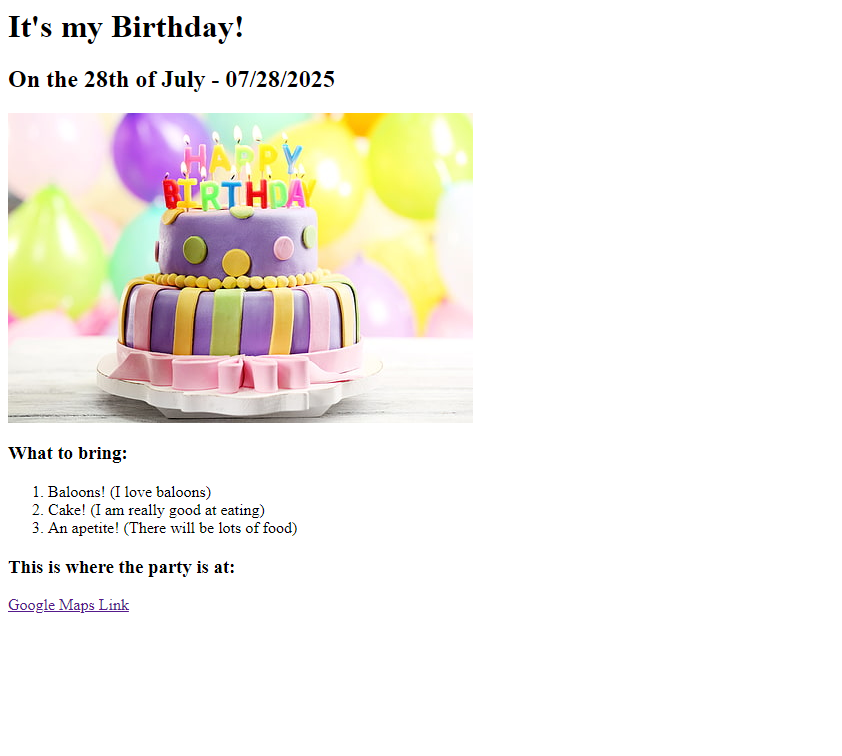 It's my Birthday!
On the 28th of July - 07/28/2025
HAPPY
BIRTHDAY
What to bring:
1. Baloons! (I love baloons)
2. Cake! (I am really good at eating)
3. An apetite! (There will be lots of food)
This is where the party is at:
Google Maps Link